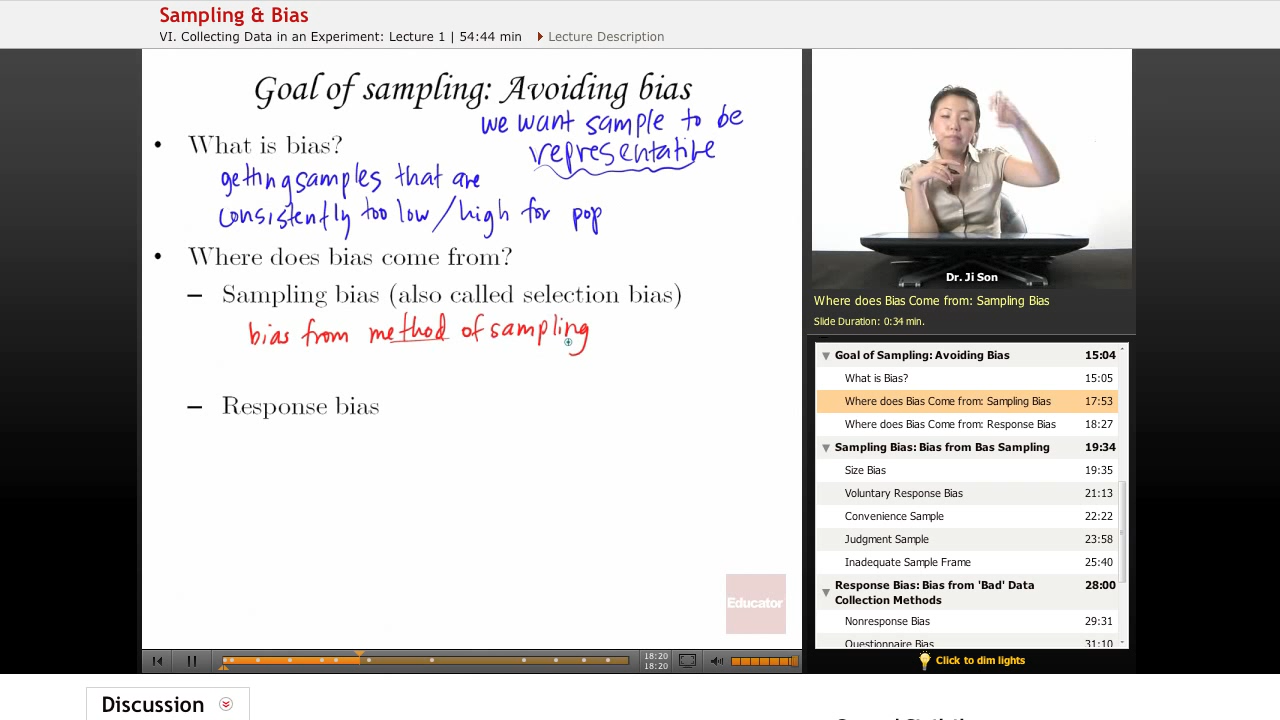 Sampling & Bias
VI. Collecting Data in an Experiment: Lecture 1 | 54:44 min
Lecture Description
Goal of sampling: Avoiding bias
we want sample to be
representative
• What is bias?
getting samples that are
consistently too low/high for pop
• Where does bias come from?
– Sampling bias (also called selection bias)
bias from method of sampling
– Response bias
Educator
18:20
18:20
Dr. Ji Son
Where does Bias Come from: Sampling Bias
Slide Duration: 0:34 min.
Goal of Sampling: Avoiding Bias 15:04
What is Bias? 15:05
Where does Bias Come from: Sampling Bias 17:53
Where does Bias Come from: Response Bias 18:27
Sampling Bias: Bias from Bas Sampling 19:34
Size Bias 19:35
Voluntary Response Bias 21:13
Convenience Sample 22:22
Judgment Sample 23:58
Inadequate Sample Frame 25:40
Response Bias: Bias from 'Bad' Data 28:00
Collection Methods
Nonresponse Bias 29:31
Questionnaire Bias 31:10
Click to dim lights
Discussion